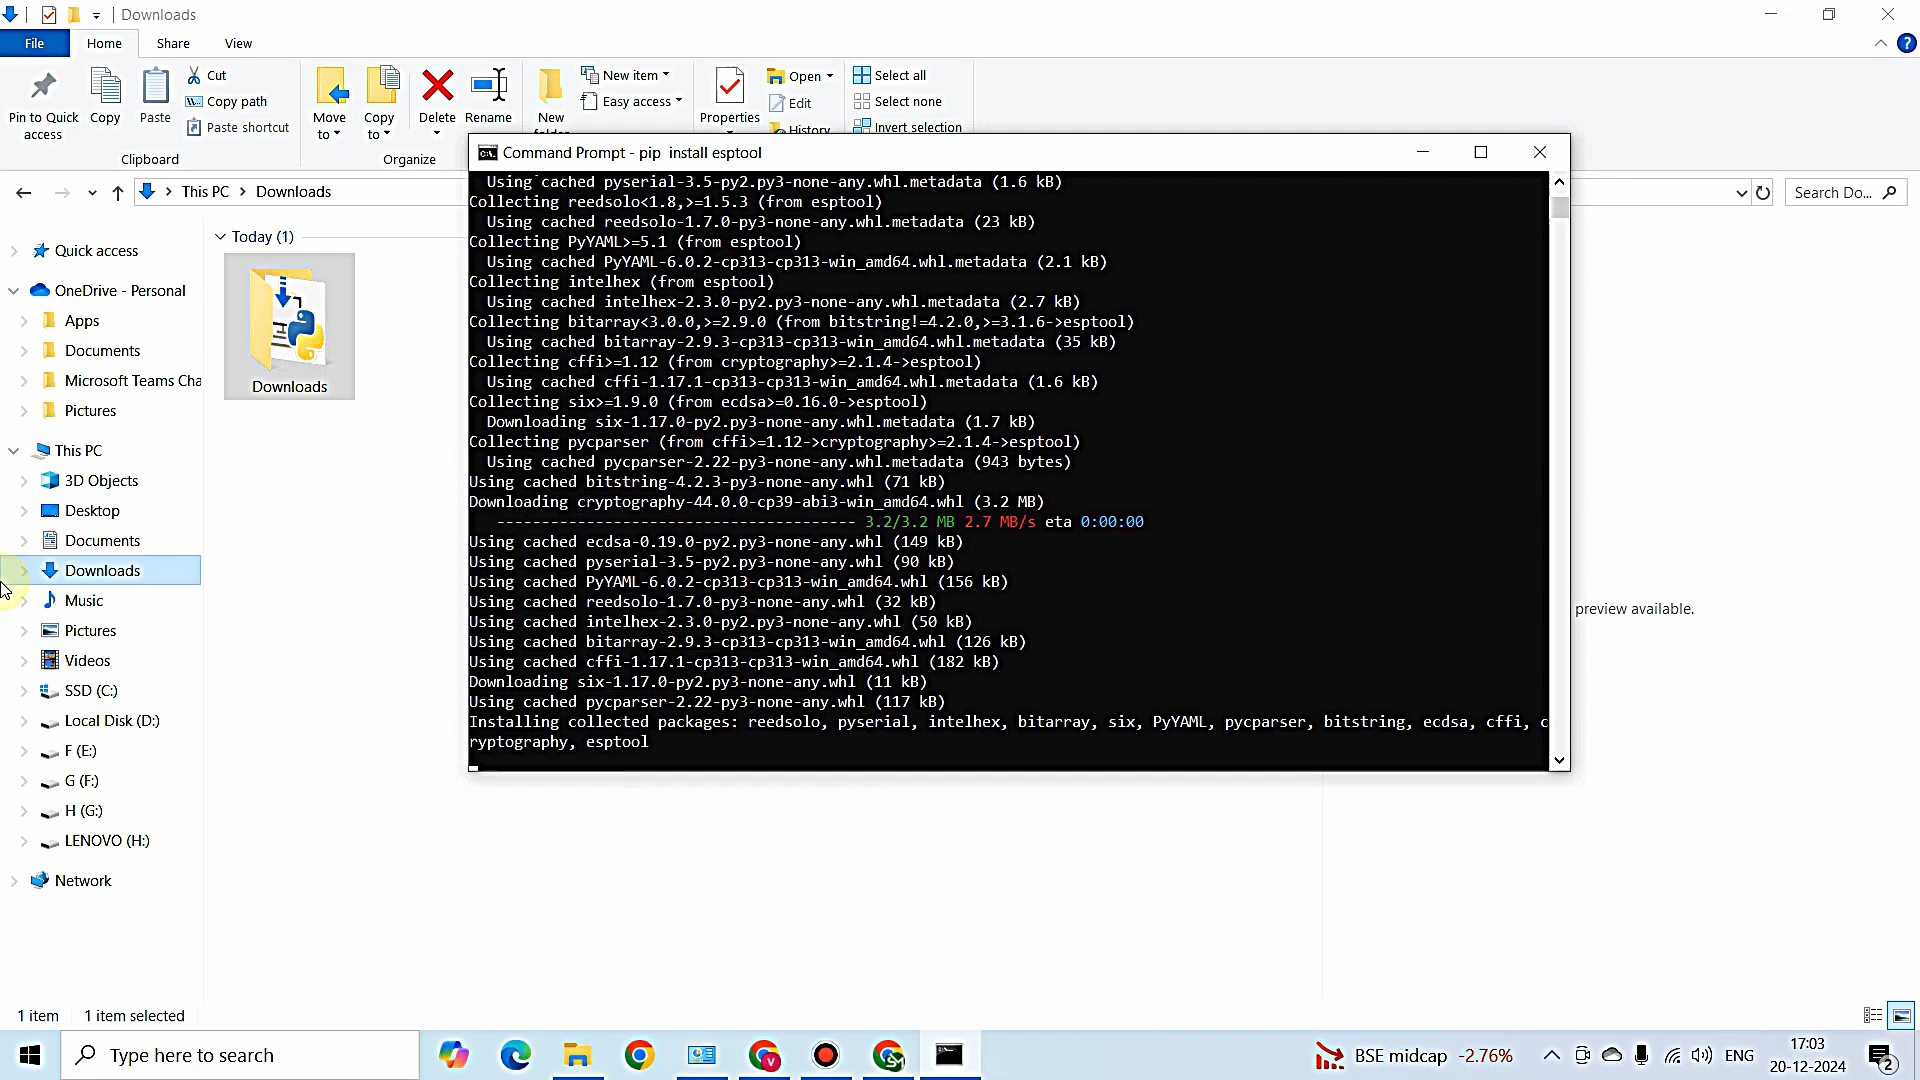 Downloads
File
Home
Share
View
Pin to Quick access
Copy
Paste
Cut
Copy path
Paste shortcut
Clipboard
Move to
Copy to
Delete
Rename
Organize
New
New item
Easy access
Properties
Open
Edit
History
Select all
Select none
Invert selection
This PC > Downloads
Search Do...
Quick access
OneDrive - Personal
Apps
Documents
Microsoft Teams Cha
Pictures
This PC
3D Objects
Desktop
Documents
Downloads
Music
Pictures
Videos
SSD (C:)
Local Disk (D:)
F (E:)
G (F:)
H (G:)
LENOVO (H:)
Network
Today (1)
Downloads
Command Prompt - pip  install esptool
Using cached pyserial-3.5-py2.py3-none-any.whl.metadata (1.6 kB)
Collecting reedsolo<1.8,>=1.5.3 (from esptool)
Using cached reedsolo-1.7.0-py3-none-any.whl.metadata (23 kB)
Collecting PyYAML>=5.1 (from esptool)
Using cached PyYAML-6.0.2-cp313-cp313-win_amd64.whl.metadata (2.1 kB)
Collecting intelhex (from esptool)
Using cached intelhex-2.3.0-py2.py3-none-any.whl.metadata (2.7 kB)
Collecting bitarray<3.0.0,>=2.9.0 (from bitstring!=4.2.0,>=3.1.6->esptool)
Using cached bitarray-2.9.3-cp313-cp313-win_amd64.whl.metadata (35 kB)
Collecting cffi>=1.12 (from cryptography>=2.1.4->esptool)
Using cached cffi-1.17.1-cp313-cp313-win_amd64.whl.metadata (1.6 kB)
Collecting six>=1.9.0 (from ecdsa>=0.16.0->esptool)
Downloading six-1.17.0-py2.py3-none-any.whl.metadata (1.7 kB)
Collecting pycparser (from cffi>=1.12->cryptography>=2.1.4->esptool)
Using cached pycparser-2.22-py3-none-any.whl.metadata (943 bytes)
Using cached bitstring-4.2.3-py3-none-any.whl (71 kB)
Downloading cryptography-44.0.0-cp39-abi3-win_amd64.whl (3.2 MB)
---------------------------------------- 3.2/3.2 MB 2.7 MB/s eta 0:00:00
Using cached ecdsa-0.19.0-py2.py3-none-any.whl (149 kB)
Using cached pyserial-3.5-py2.py3-none-any.whl (90 kB)
Using cached PyYAML-6.0.2-cp313-cp313-win_amd64.whl (156 kB)
Using cached reedsolo-1.7.0-py3-none-any.whl (32 kB)
Using cached intelhex-2.3.0-py2.py3-none-any.whl (50 kB)
Using cached bitarray-2.9.3-cp313-cp313-win_amd64.whl (126 kB)
Using cached cffi-1.17.1-cp313-cp313-win_amd64.whl (182 kB)
Downloading six-1.17.0-py2.py3-none-any.whl (11 kB)
Using cached pycparser-2.22-py3-none-any.whl (117 kB)
Installing collected packages: reedsolo, pyserial, intelhex, bitarray, six, PyYAML, pycparser, bitstring, ecdsa, cffi, c
ryptography, esptool
preview available.
1 item
1 item selected
Type here to search
BSE midcap -2.76%
ENG
17:03
20-12-2024
2